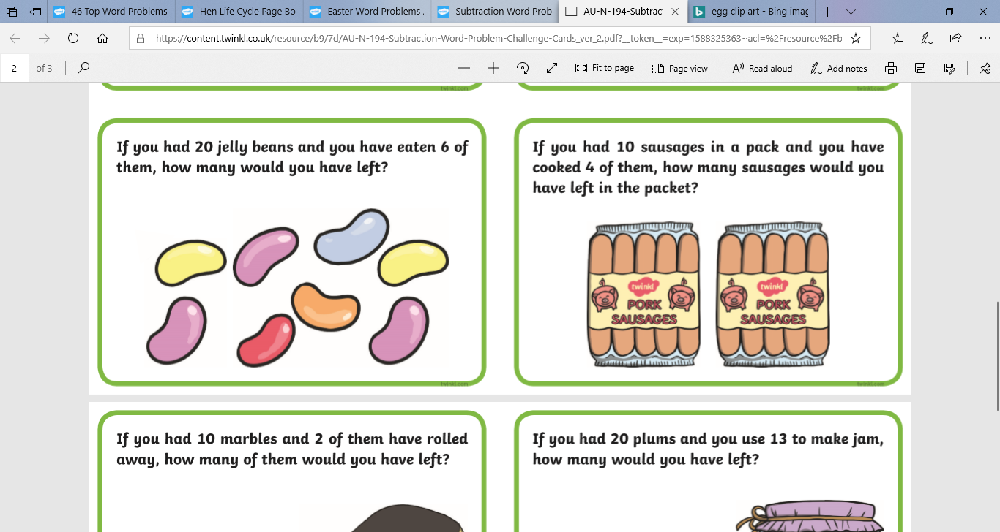 46 Top Word Problems
Hen Life Cycle Page Bo
Easter Word Problems .
Subtraction Word Prob
AU-N-194-Subtract
egg clip art - Bing imag
https://content.twinkl.co.uk/resource/b9/7d/AU-N-194-Subtraction-Word-Problem-Challenge-Cards_ver_2.pdf?__token__=exp=1588325363~acl=%2Fresource%2Fb
2 of 3
Fit to page
Page view
Read aloud
Add notes
twinkl.com
twinkl.com
If you had 20 jelly beans and you have eaten 6 of
them, how many would you have left?
twinkl.com
If you had 10 sausages in a pack and you have
cooked 4 of them, how many sausages would you
have left in the packet?
twinkl
PORK
SAUSAGES
twinkl
PORK
SAUSAGES
twinkl.com
If you had 10 marbles and 2 of them have rolled
away, how many of them would you have left?
If you had 20 plums and you use 13 to make jam,
how many would you have left?